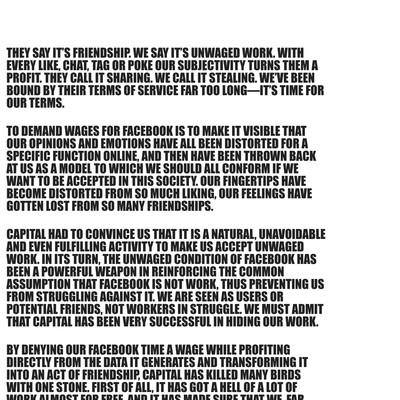 THEY SAY IT'S FRIENDSHIP. WE SAY IT'S UNWAGED WORK. WITH
EVERY LIKE, CHAT, TAG OR POKE OUR SUBJECTIVITY TURNS THEM A
PROFIT. THEY CALL IT SHARING. WE CALL IT STEALING. WE'VE BEEN
BOUND BY THEIR TERMS OF SERVICE FAR TOO LONG—IT'S TIME FOR
OUR TERMS.
TO DEMAND WAGES FOR FACEBOOK IS TO MAKE IT VISIBLE THAT
OUR OPINIONS AND EMOTIONS HAVE ALL BEEN DISTORTED FOR A
SPECIFIC FUNCTION ONLINE, AND THEN HAVE BEEN THROWN BACK
AT US AS A MODEL TO WHICH WE SHOULD ALL CONFORM IF WE
WANT TO BE ACCEPTED IN THIS SOCIETY. OUR FINGERTIPS HAVE
BECOME DISTORTED FROM SO MUCH LIKING, OUR FEELINGS HAVE
GOTTEN LOST FROM SO MANY FRIENDSHIPS.
CAPITAL HAD TO CONVINCE US THAT IT IS A NATURAL, UNAVOIDABLE
AND EVEN FULFILLING ACTIVITY TO MAKE US ACCEPT UNWAGED
WORK. IN ITS TURN, THE UNWAGED CONDITION OF FACEBOOK HAS
BEEN A POWERFUL WEAPON IN REINFORCING THE COMMON
ASSUMPTION THAT FACEBOOK IS NOT WORK, THUS PREVENTING US
FROM STRUGGLING AGAINST IT. WE ARE SEEN AS USERS OR
POTENTIAL FRIENDS, NOT WORKERS IN STRUGGLE. WE MUST ADMIT
THAT CAPITAL HAS BEEN VERY SUCCESSFUL IN HIDING OUR WORK.
BY DENYING OUR FACEBOOK TIME A WAGE WHILE PROFITING
DIRECTLY FROM THE DATA IT GENERATES AND TRANSFORMING IT
INTO AN ACT OF FRIENDSHIP, CAPITAL HAS KILLED MANY BIRDS
WITH ONE STONE. FIRST OF ALL, IT HAS GOT A HELL OF A LOT OF
WORK ALMOST FOR FREE, AND IT HAS MADE SURE THAT WE, FAR